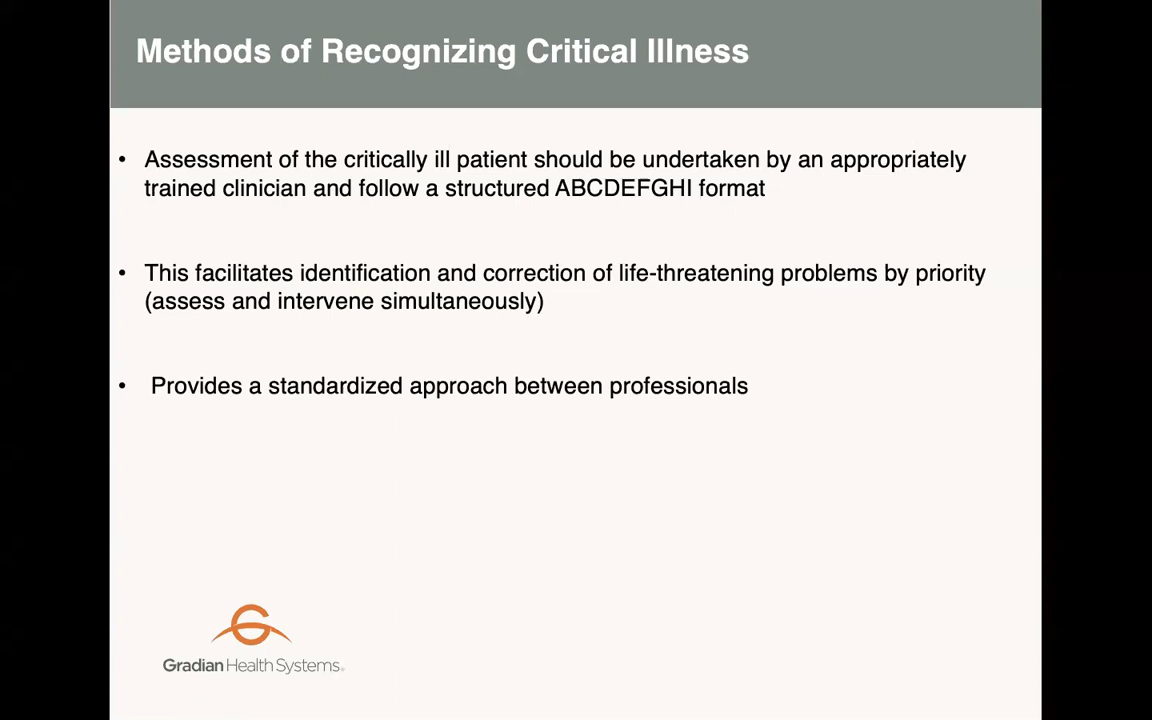 Methods of Recognizing Critical Illness
• Assessment of the critically ill patient should be undertaken by an appropriately
trained clinician and follow a structured ABCDEFGHI format
• This facilitates identification and correction of life-threatening problems by priority
(assess and intervene simultaneously)
• Provides a standardized approach between professionals
Gradian Health Systems